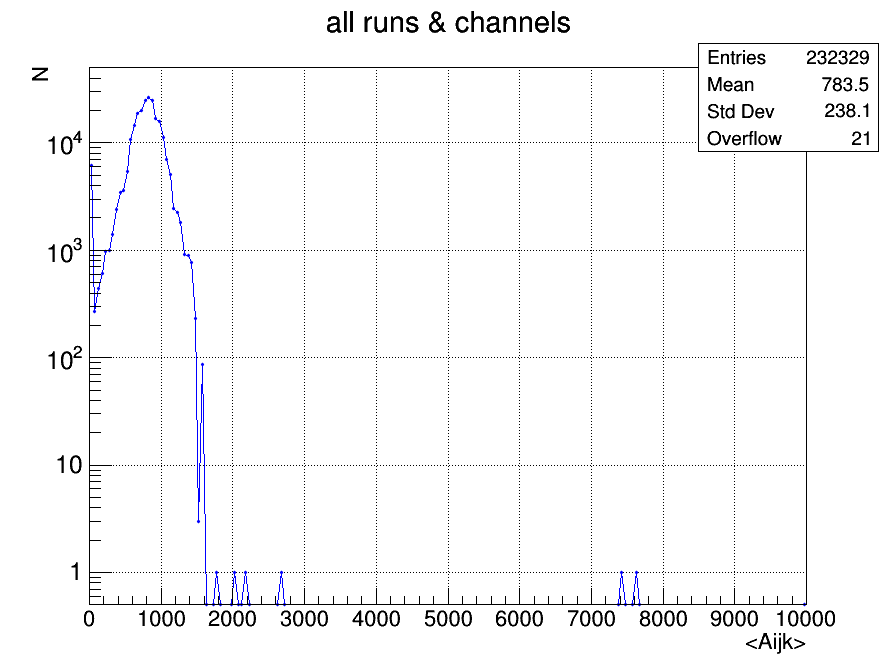 all runs & channels
N
Entries 232329
Mean 783.5
Std Dev 238.1
Overflow 21
10^4
10^3
10^2
10
1
0 1000 2000 3000 4000 5000 6000 7000 8000 9000 10000
<Aijk>